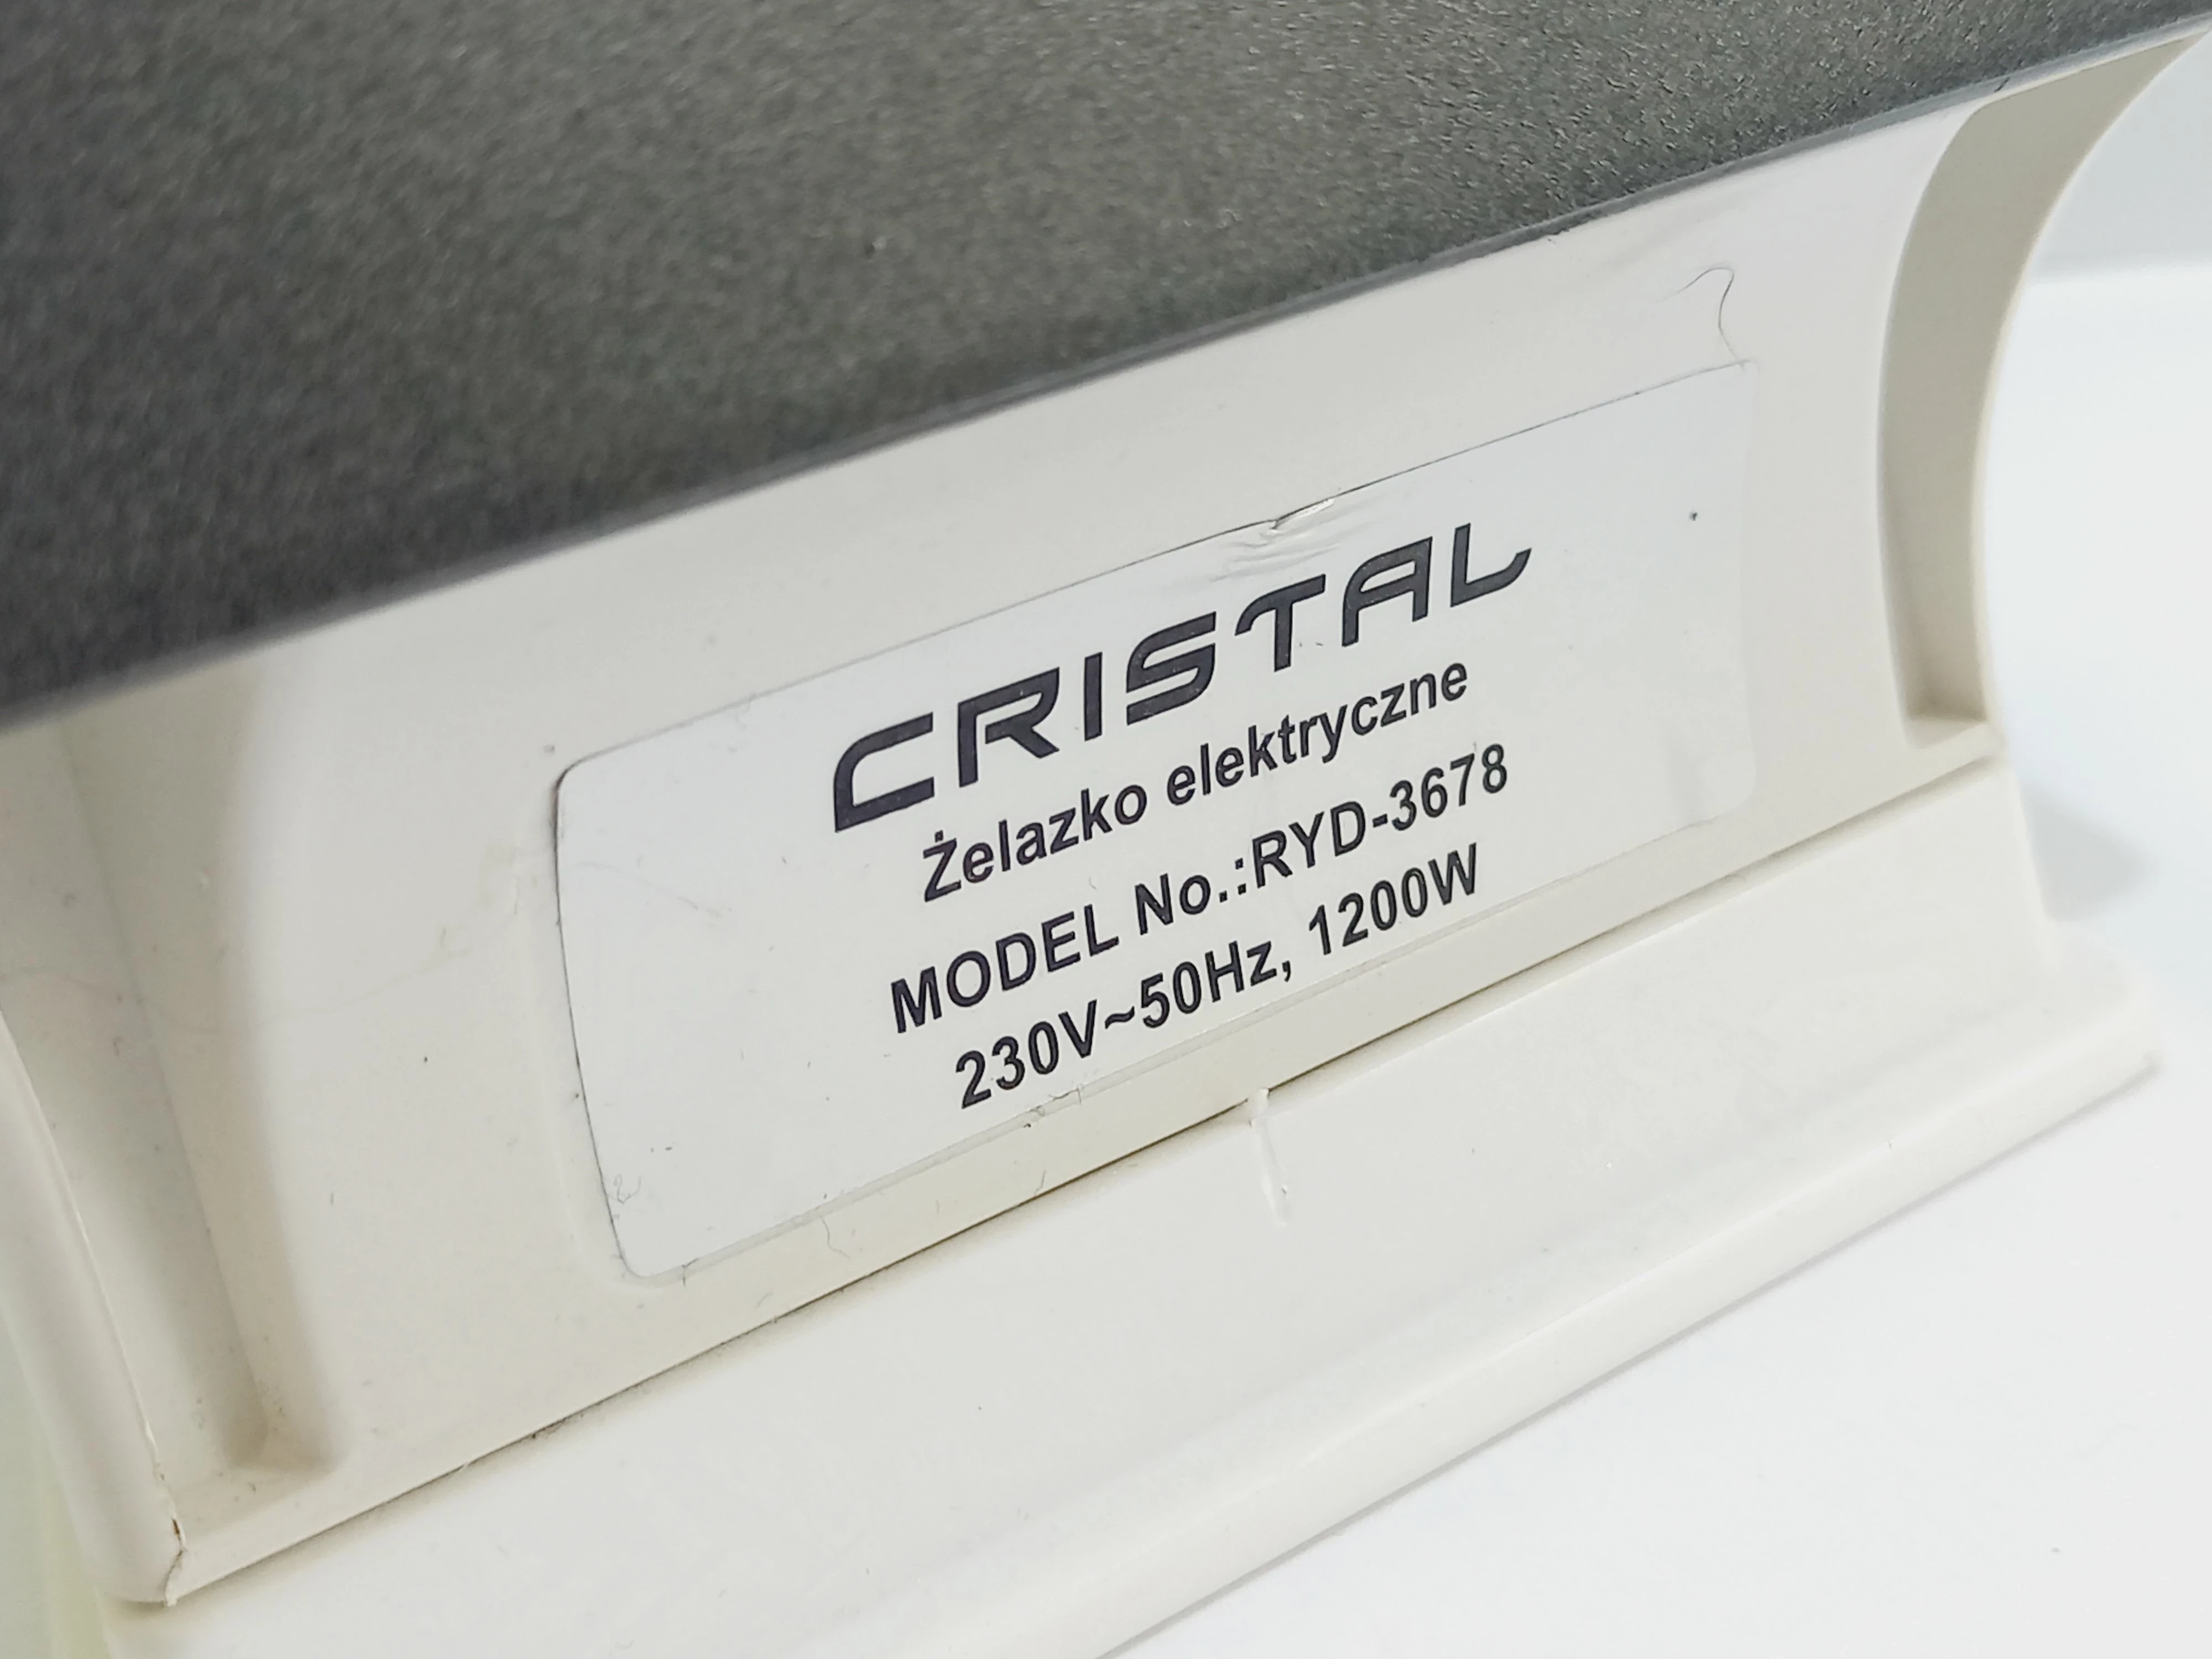 CRISTAL
Żelazko elektryczne
MODEL No.:RYD-3678
230V~50Hz, 1200W